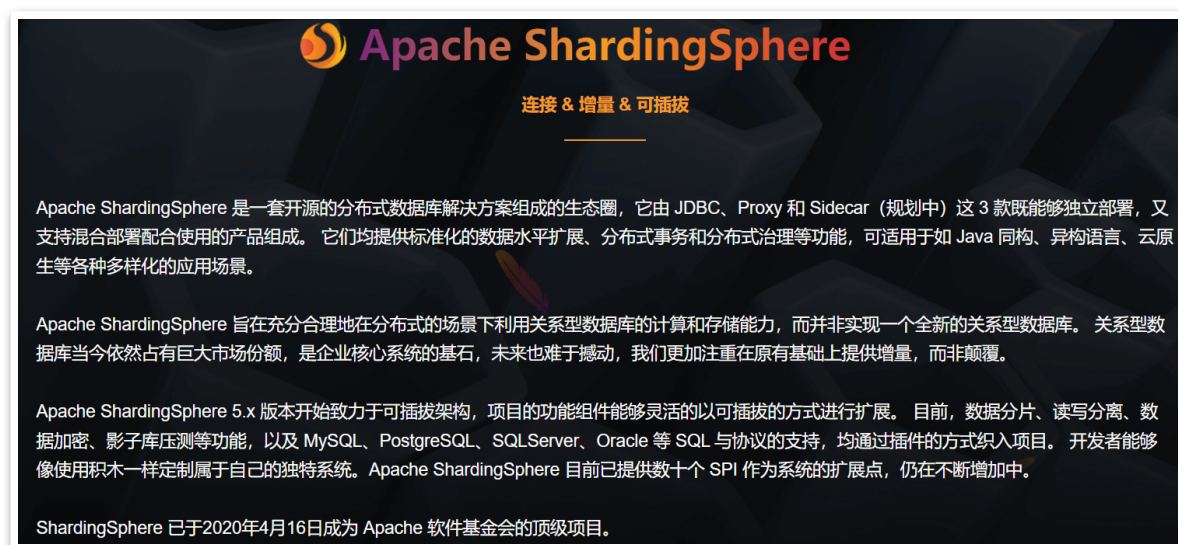 Apache ShardingSphere
连接 & 增量 & 可插拔
Apache ShardingSphere 是一套开源的分布式数据库解决方案组成的生态圈，它由 JDBC、Proxy 和 Sidecar（规划中）这 3 款既能够独立部署，又
支持混合部署配合使用的产品组成。 它们均提供标准化的数据水平扩展、分布式事务和分布式治理等功能，可适用于如 Java 同构、异构语言、云原
生等各种多样化的应用场景。
Apache ShardingSphere 旨在充分合理地在分布式的场景下利用关系型数据库的计算和存储能力，而并非实现一个全新的关系型数据库。 关系型数
据库当今依然占有巨大市场份额，是企业核心系统的基石，未来也难于撼动，我们更加注重在原有基础上提供增量，而非颠覆。
Apache ShardingSphere 5.x 版本开始致力于可插拔架构，项目的功能组件能够灵活的以可插拔的方式进行扩展。 目前，数据分片、读写分离、数
据加密、影子库压测等功能，以及 MySQL、PostgreSQL、SQLServer、Oracle 等 SQL 与协议的支持，均通过插件的方式织入项目。 开发者能够
像使用积木一样定制属于自己的独特系统。Apache ShardingSphere 目前已提供数十个 SPI 作为系统的扩展点，仍在不断增加中。
ShardingSphere 已于2020年4月16日成为 Apache 软件基金会的顶级项目。